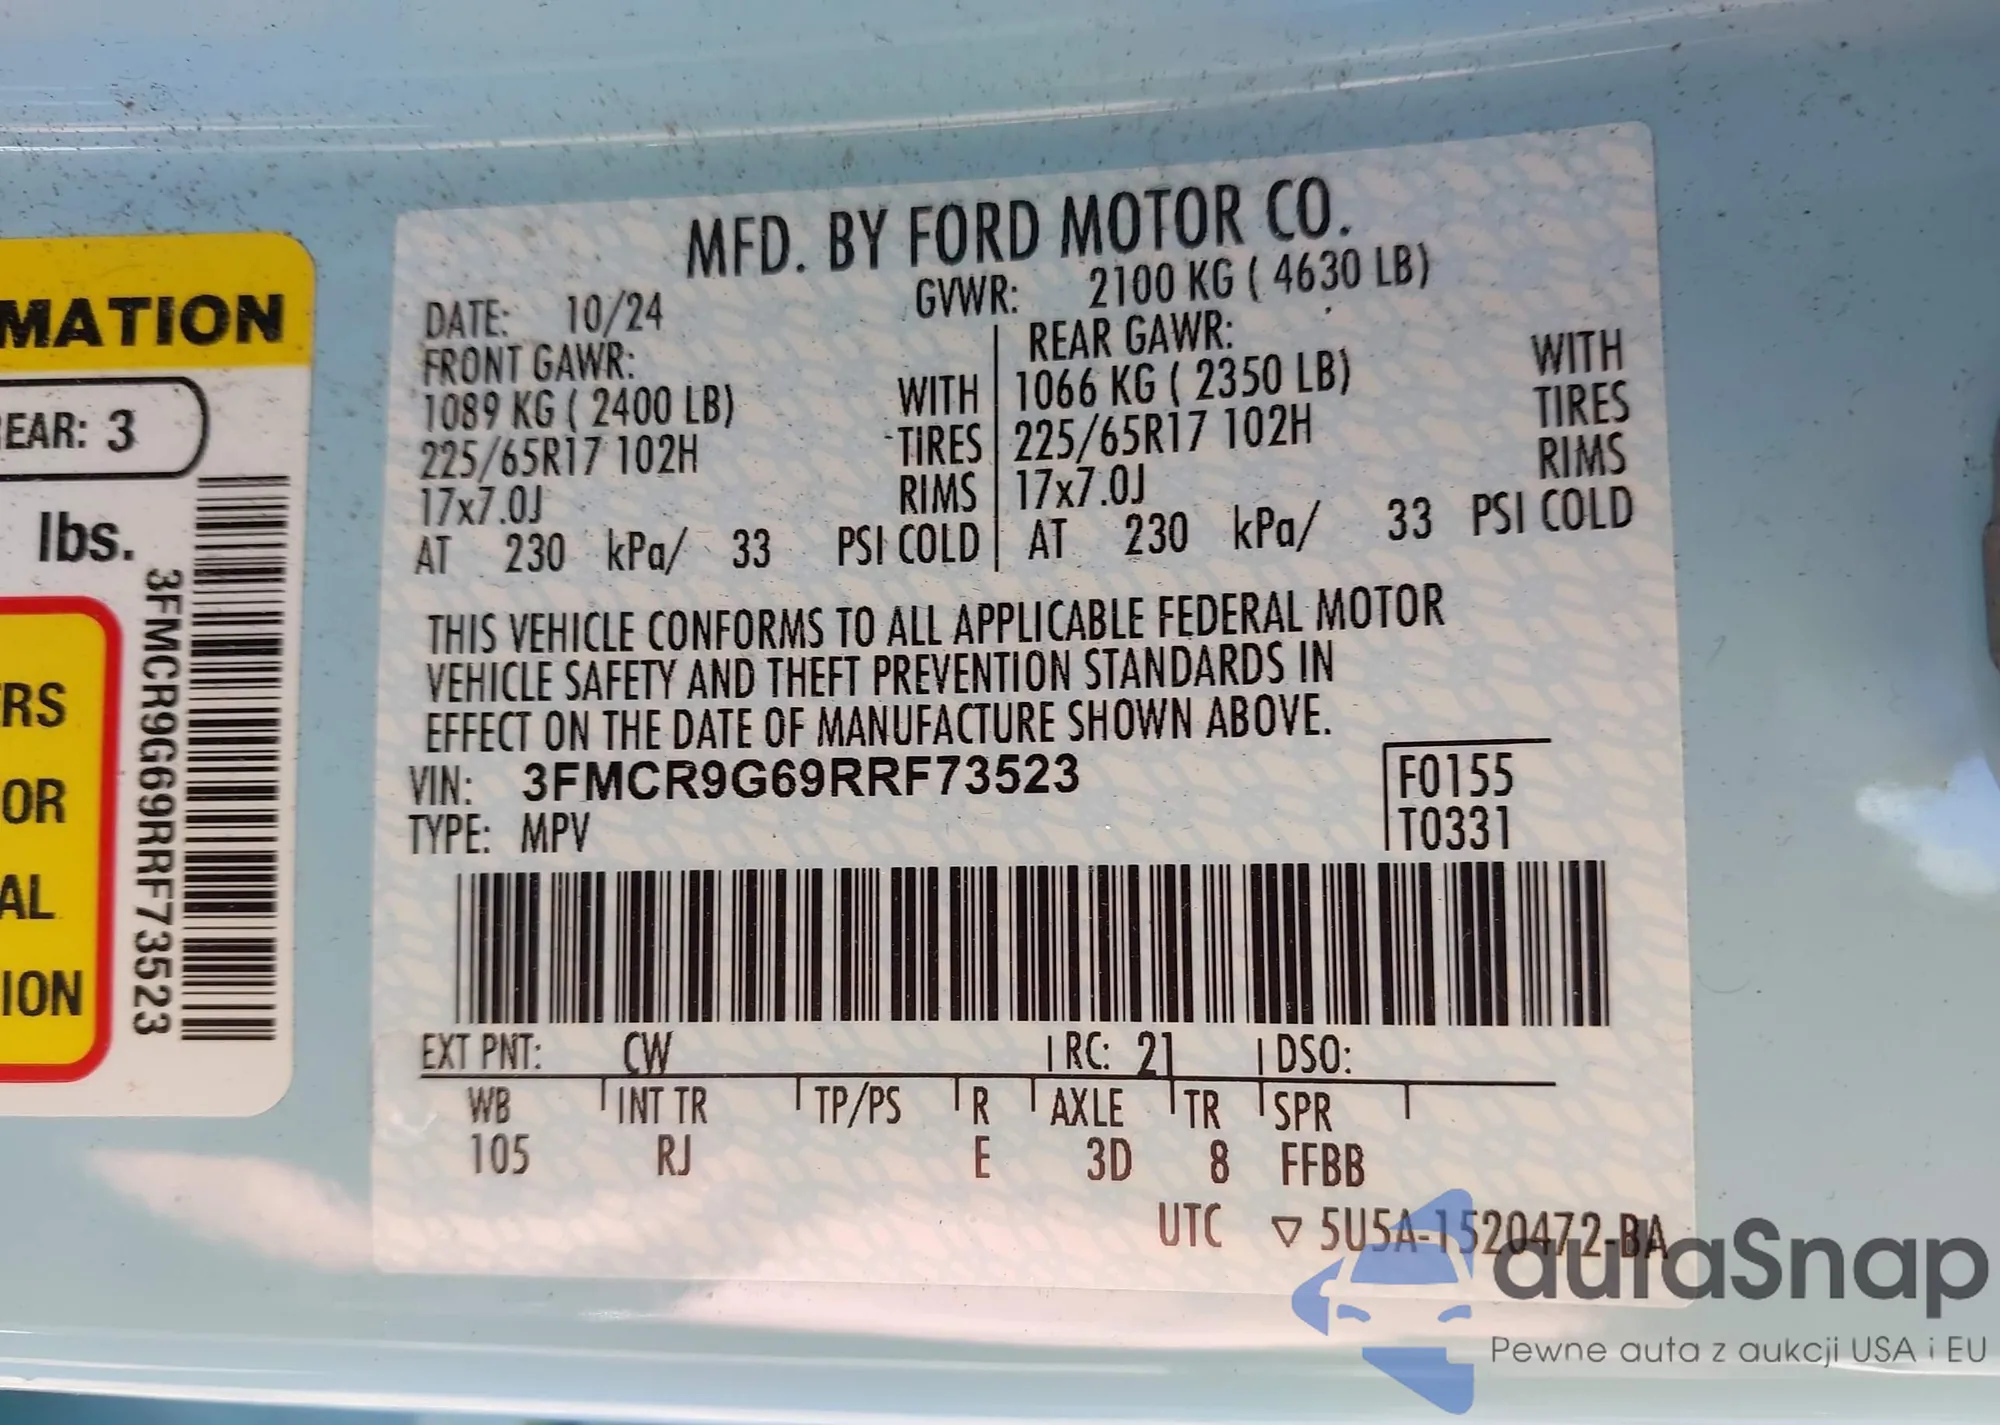 MATION
EAR: 3
lbs.
RS
OR
AL
ION
3FMCR9G69RRF73523
MFD. BY FORD MOTOR CO.
DATE: 10/24 GVWR: 2100 KG ( 4630 LB)
FRONT GAWR: REAR GAWR:
1089 KG ( 2400 LB) WITH 1066 KG ( 2350 LB) WITH
225/65R17 102H TIRES 225/65R17 102H TIRES
17x7.0J RIMS 17x7.0J RIMS
AT 230 kPa/ 33 PSI COLD AT 230 kPa/ 33 PSI COLD
THIS VEHICLE CONFORMS TO ALL APPLICABLE FEDERAL MOTOR
VEHICLE SAFETY AND THEFT PREVENTION STANDARDS IN
EFFECT ON THE DATE OF MANUFACTURE SHOWN ABOVE.
VIN: 3FMCR9G69RRF73523 F0155
TYPE: MPV T0331
EXT PNT: CW RC: 21 DSO:
WB INT TR TP/PS R AXLE TR SPR
105 RJ E 3D 8 FFBB
UTC ▽ 5U5A-1520472-BA
autaSnap
Pewne auta z aukcji USA i EU